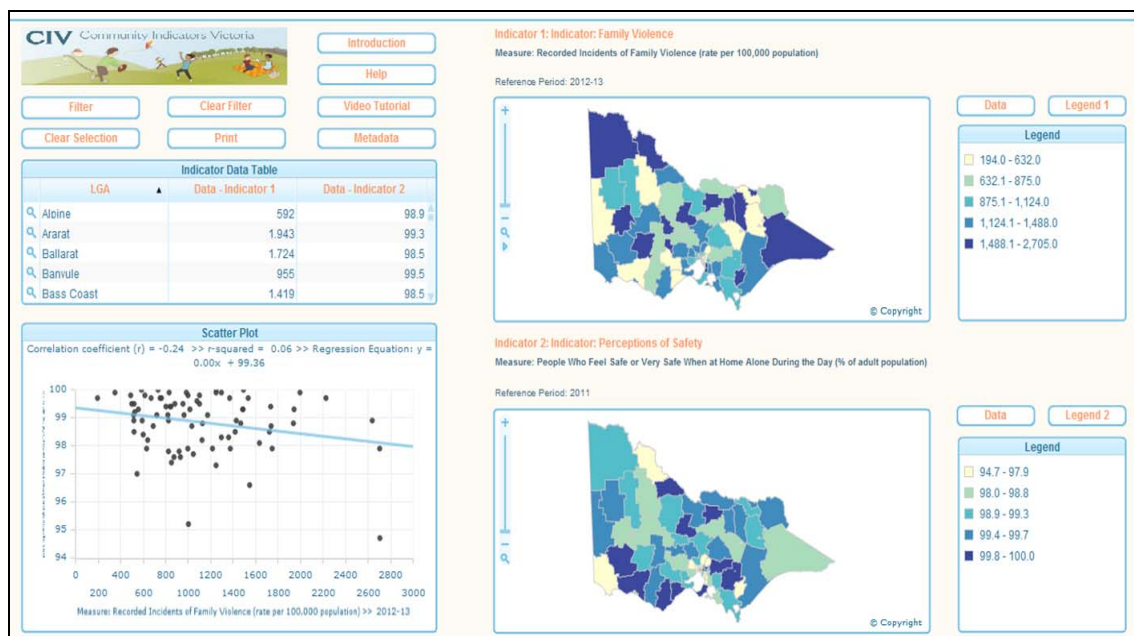 CIV Community Indicators Victoria
Introduction
Help
Filter
Clear Filter
Video Tutorial
Clear Selection
Print
Metadata
Indicator Data Table
LGA Data - Indicator 1 Data - Indicator 2
Alpine 592 98.9
Ararat 1.943 99.3
Ballarat 1.724 98.5
Banyule 955 99.5
Bass Coast 1.419 98.5
Scatter Plot
Correlation coefficient (r) = -0.24 >> r-squared = 0.06 >> Regression Equation: y =
0.00x + 99.36
100
99
98
97
96
95
94
0 400 800 1200 1600 2000 2400 2800
200 600 1000 1400 1800 2200 2600 3000
Measure: Recorded Incidents of Family Violence (rate per 100,000 population) >> 2012-13
Indicator 1: Indicator: Family Violence
Measure: Recorded Incidents of Family Violence (rate per 100,000 population)
Reference Period: 2012-13
© Copyright
Data
Legend 1
Legend
194.0 - 632.0
632.1 - 875.0
875.1 - 1,124.0
1,124.1 - 1,488.0
1,488.1 - 2,705.0
Indicator 2: Indicator: Perceptions of Safety
Measure: People Who Feel Safe or Very Safe When at Home Alone During the Day (% of adult population)
Reference Period: 2011
© Copyright
Data
Legend 2
Legend
94.7 - 97.9
98.0 - 98.8
98.9 - 99.3
99.4 - 99.7
99.8 - 100.0